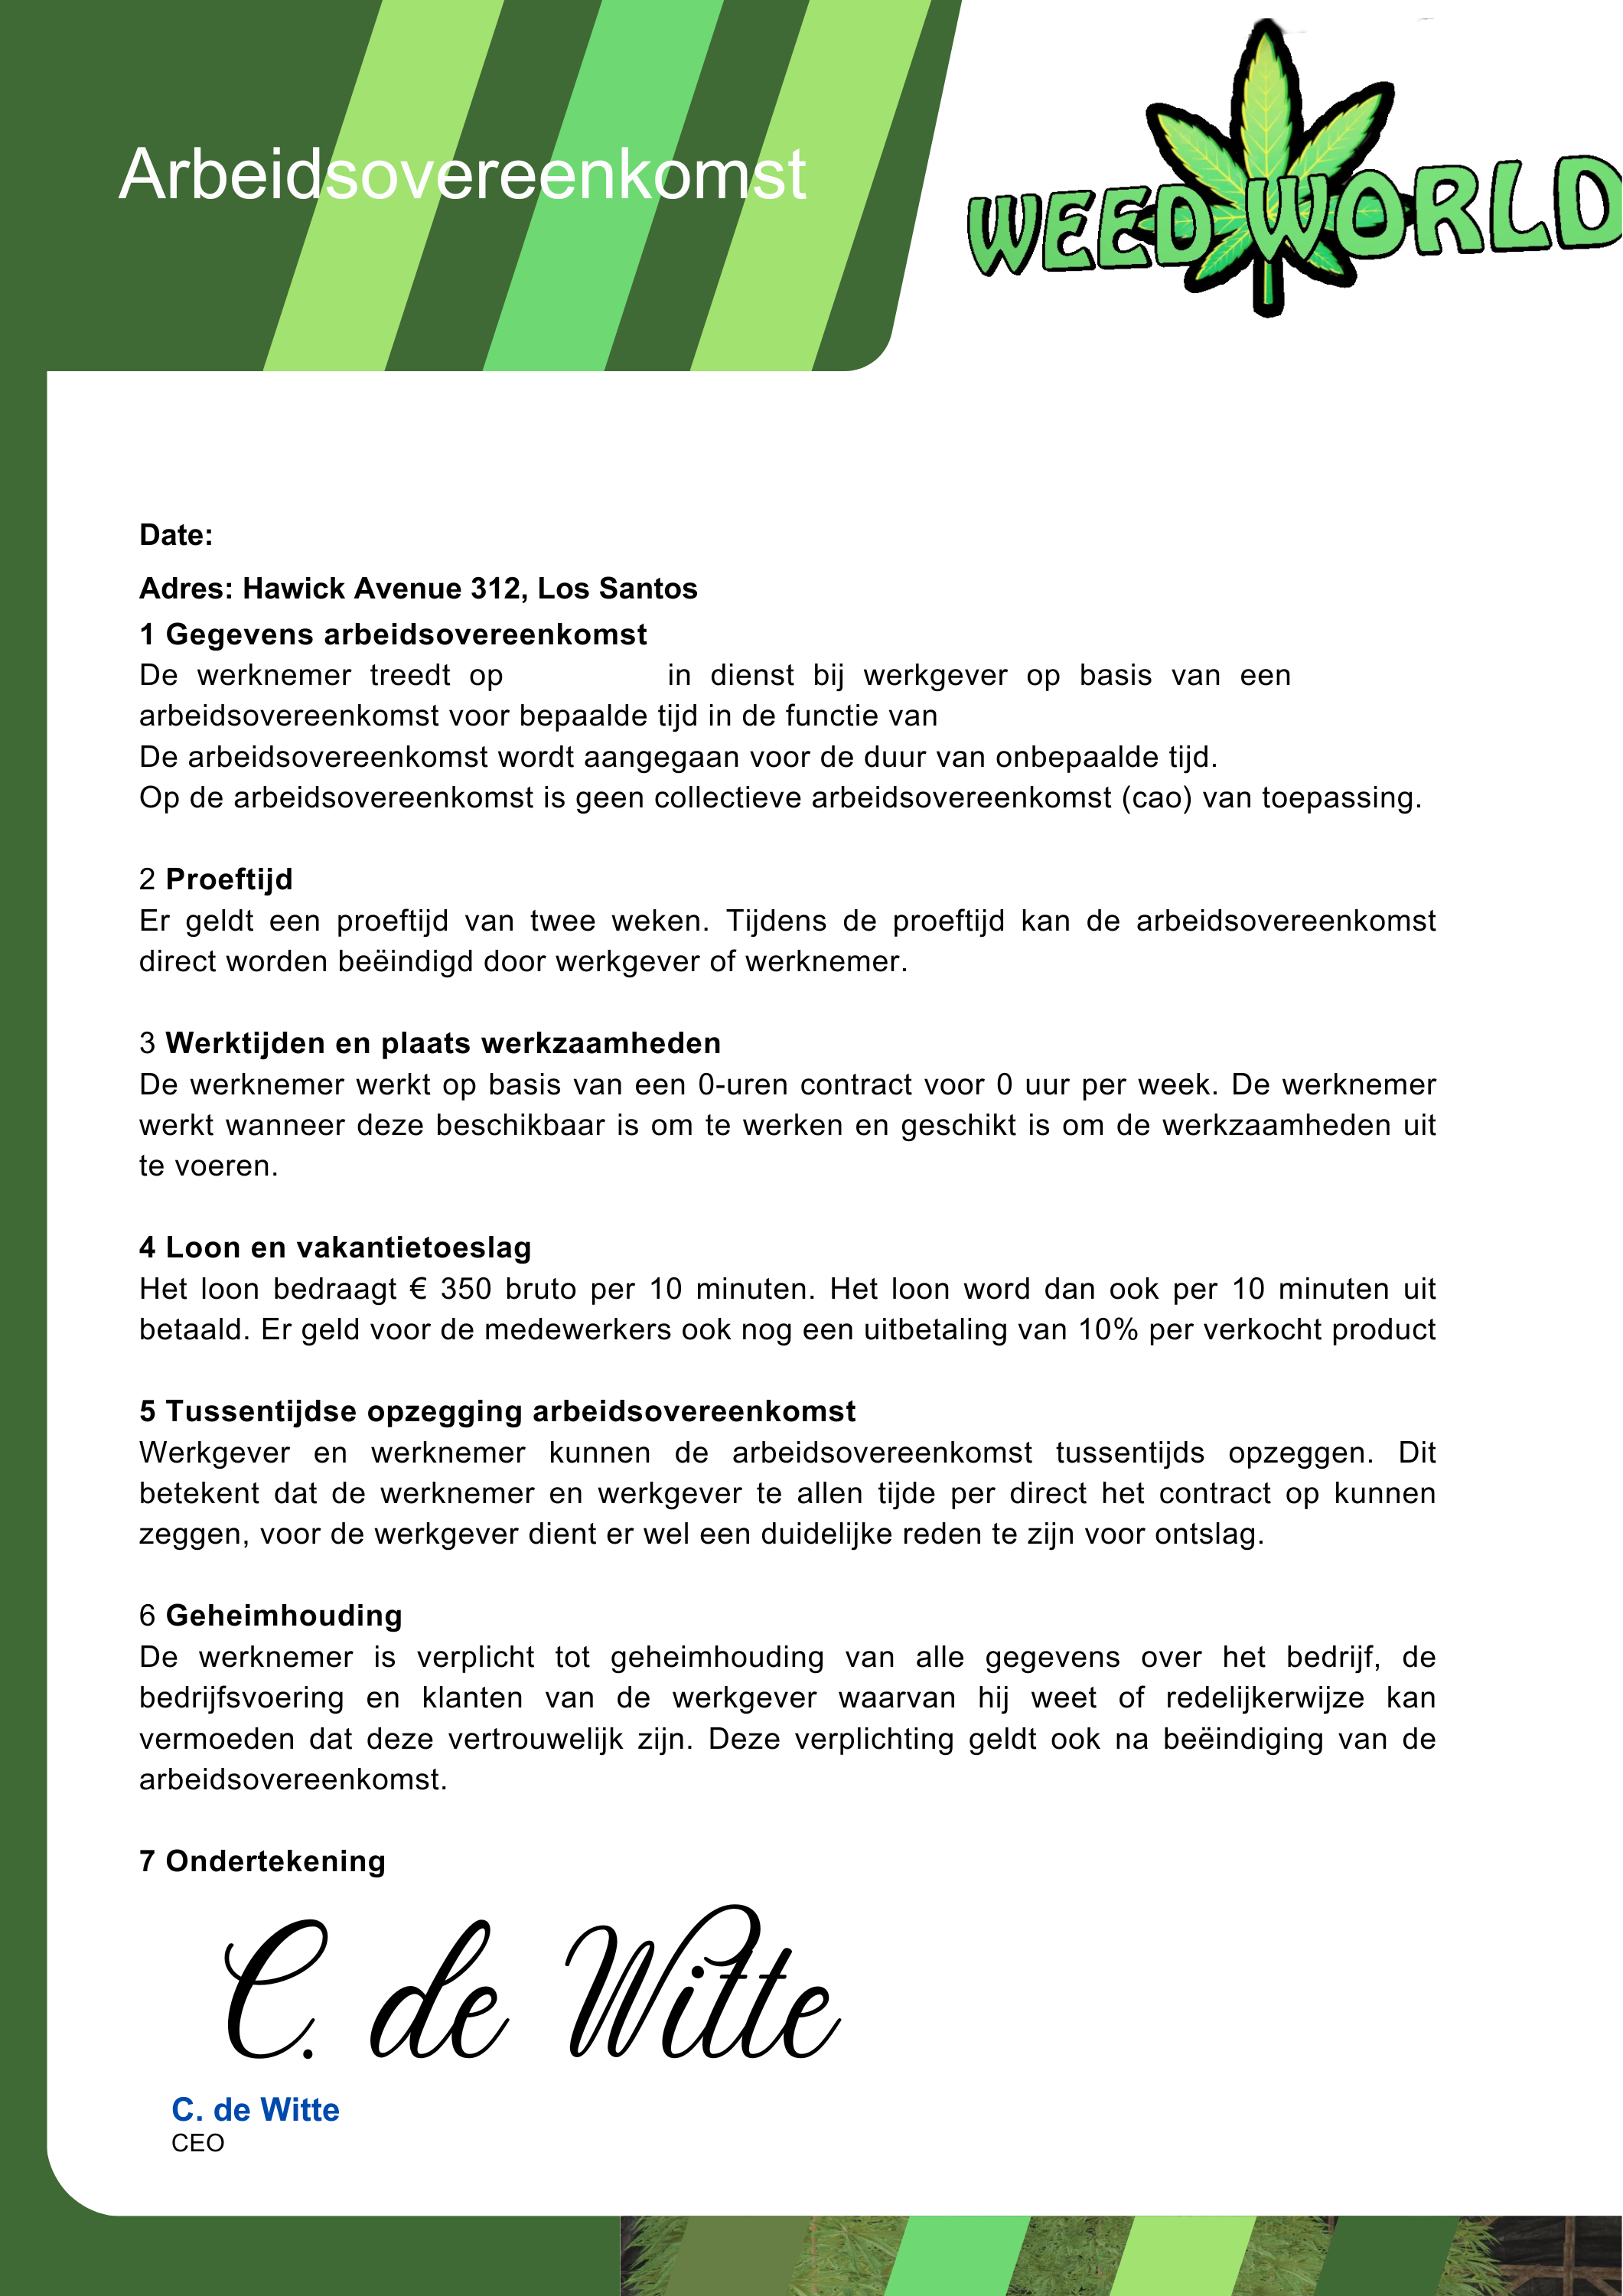 Arbeidsovereenkomst
WEED WORLD
Date:
Adres: Hawick Avenue 312, Los Santos
1 Gegevens arbeidsovereenkomst
De werknemer treedt op in dienst bij werkgever op basis van een
arbeidsovereenkomst voor bepaalde tijd in de functie van
De arbeidsovereenkomst wordt aangegaan voor de duur van onbepaalde tijd.
Op de arbeidsovereenkomst is geen collectieve arbeidsovereenkomst (cao) van toepassing.
2 Proeftijd
Er geldt een proeftijd van twee weken. Tijdens de proeftijd kan de arbeidsovereenkomst
direct worden beëindigd door werkgever of werknemer.
3 Werktijden en plaats werkzaamheden
De werknemer werkt op basis van een 0-uren contract voor 0 uur per week. De werknemer
werkt wanneer deze beschikbaar is om te werken en geschikt is om de werkzaamheden uit
te voeren.
4 Loon en vakantietoeslag
Het loon bedraagt € 350 bruto per 10 minuten. Het loon word dan ook per 10 minuten uit
betaald. Er geld voor de medewerkers ook nog een uitbetaling van 10% per verkocht product
5 Tussentijdse opzegging arbeidsovereenkomst
Werkgever en werknemer kunnen de arbeidsovereenkomst tussentijds opzeggen. Dit
betekent dat de werknemer en werkgever te allen tijde per direct het contract op kunnen
zeggen, voor de werkgever dient er wel een duidelijke reden te zijn voor ontslag.
6 Geheimhouding
De werknemer is verplicht tot geheimhouding van alle gegevens over het bedrijf, de
bedrijfsvoering en klanten van de werkgever waarvan hij weet of redelijkerwijze kan
vermoeden dat deze vertrouwelijk zijn. Deze verplichting geldt ook na beëindiging van de
arbeidsovereenkomst.
7 Ondertekening
C. de Witte
C. de Witte
CEO